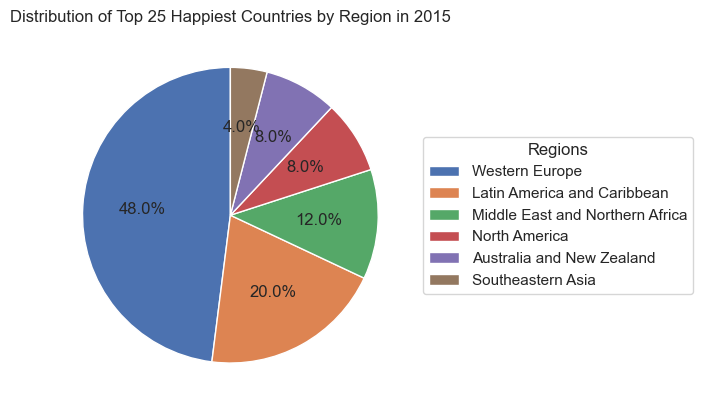 Distribution of Top 25 Happiest Countries by Region in 2015
4.0%
8.0%
8.0%
48.0%
12.0%
20.0%
Regions
Western Europe
Latin America and Caribbean
Middle East and Northern Africa
North America
Australia and New Zealand
Southeastern Asia